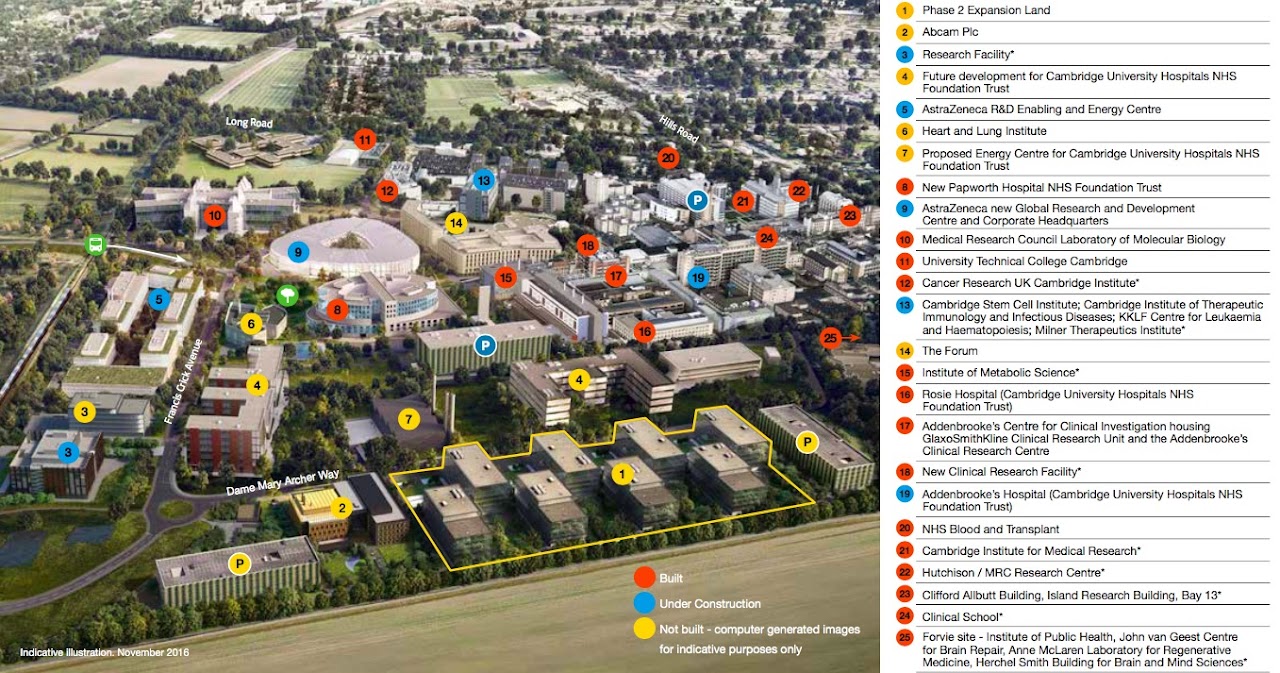 Long Road
Hills Road
11
20
12
13
P
22
21
10
23
14
24
18
9
17
15
19
5
8
6
16
25
P
Francis Crick Avenue
4
4
3
7
P
3
1
Dame Mary Archer Way
2
P
Built
Under Construction
Not built - computer generated images
for indicative purposes only
Indicative Illustration. November 2016
1 Phase 2 Expansion Land
2 Abcam Plc
3 Research Facility*
4 Future development for Cambridge University Hospitals NHS
Foundation Trust
5 AstraZeneca R&D Enabling and Energy Centre
6 Heart and Lung Institute
7 Proposed Energy Centre for Cambridge University Hospitals NHS
Foundation Trust
8 New Papworth Hospital NHS Foundation Trust
9 AstraZeneca new Global Research and Development
Centre and Corporate Headquarters
10 Medical Research Council Laboratory of Molecular Biology
11 University Technical College Cambridge
12 Cancer Research UK Cambridge Institute*
13 Cambridge Stem Cell Institute; Cambridge Institute of Therapeutic
Immunology and Infectious Diseases; KKLF Centre for Leukaemia
and Haematopoiesis; Milner Therapeutics Institute*
14 The Forum
15 Institute of Metabolic Science*
16 Rosie Hospital (Cambridge University Hospitals NHS
Foundation Trust)
17 Addenbrooke's Centre for Clinical Investigation housing
GlaxoSmithKline Clinical Research Unit and the Addenbrooke's
Clinical Research Centre
18 New Clinical Research Facility*
19 Addenbrooke's Hospital (Cambridge University Hospitals NHS
Foundation Trust)
20 NHS Blood and Transplant
21 Cambridge Institute for Medical Research*
22 Hutchison / MRC Research Centre*
23 Clifford Allbutt Building, Island Research Building, Bay 13*
24 Clinical School*
25 Forvie site - Institute of Public Health, John van Geest Centre
for Brain Repair, Anne McLaren Laboratory for Regenerative
Medicine, Herchel Smith Building for Brain and Mind Sciences*